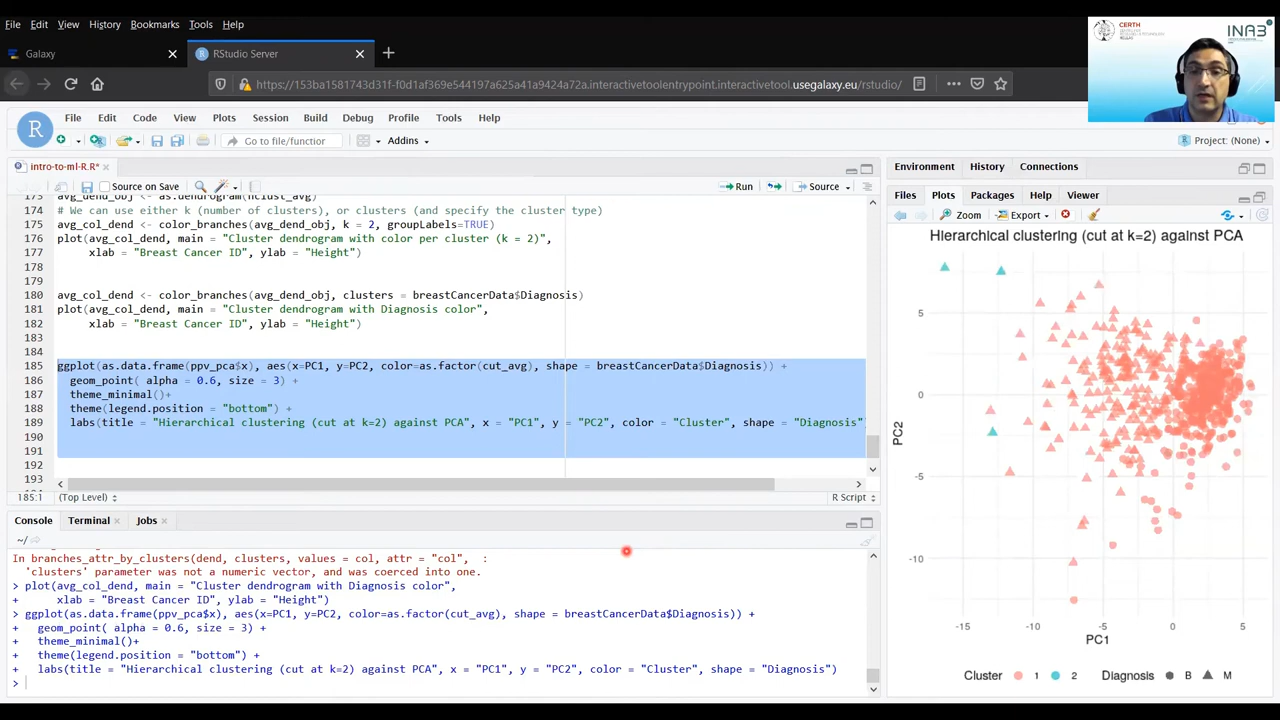 File Edit View History Bookmarks Tools Help
Galaxy
RStudio Server
https://153ba1581743d31f-f0d1af369e544197a625a41a9424a72a.interactivetoolentrypoint.interactivetool.usegalaxy.eu/rstudio/
CERTH
INAB
File Edit Code View Plots Session Build Debug Profile Tools Help
Go to file/functior
Addins
Project: (None)
intro-to-ml-R.R*
Source on Save
Run
Source
173 avg_dend_obj <- as.dendrogram(hclust_avg)
174 # We can use either k (number of clusters), or clusters (and specify the cluster type)
175 avg_col_dend <- color_branches(avg_dend_obj, k = 2, groupLabels=TRUE)
176 plot(avg_col_dend, main = "Cluster dendrogram with color per cluster (k = 2)",
177 xlab = "Breast Cancer ID", ylab = "Height")
178
179
180 avg_col_dend <- color_branches(avg_dend_obj, clusters = breastCancerData$Diagnosis)
181 plot(avg_col_dend, main = "Cluster dendrogram with Diagnosis color",
182 xlab = "Breast Cancer ID", ylab = "Height")
183
184
185 ggplot(as.data.frame(ppv_pca$x), aes(x=PC1, y=PC2, color=as.factor(cut_avg), shape = breastCancerData$Diagnosis)) +
186 geom_point( alpha = 0.6, size = 3) +
187 theme_minimal()+
188 theme(legend.position = "bottom") +
189 labs(title = "Hierarchical clustering (cut at k=2) against PCA", x = "PC1", y = "PC2", color = "Cluster", shape = "Diagnosis"
190
191
192
193
185:1 (Top Level) R Script
Console Terminal Jobs
~/
In branches_attr_by_clusters(dend, clusters, values = col, attr = "col", :
'clusters' parameter was not a numeric vector, and was coerced into one.
> plot(avg_col_dend, main = "Cluster dendrogram with Diagnosis color",
+ xlab = "Breast Cancer ID", ylab = "Height")
> ggplot(as.data.frame(ppv_pca$x), aes(x=PC1, y=PC2, color=as.factor(cut_avg), shape = breastCancerData$Diagnosis)) +
+ geom_point( alpha = 0.6, size = 3) +
+ theme_minimal()+
+ theme(legend.position = "bottom") +
+ labs(title = "Hierarchical clustering (cut at k=2) against PCA", x = "PC1", y = "PC2", color = "Cluster", shape = "Diagnosis")
>
Environment History Connections
Files Plots Packages Help Viewer
Zoom Export
Hierarchical clustering (cut at k=2) against PCA
5
0
-5
-10
PC2
-15 -10 -5 0 5
PC1
Cluster 1 2 Diagnosis B M